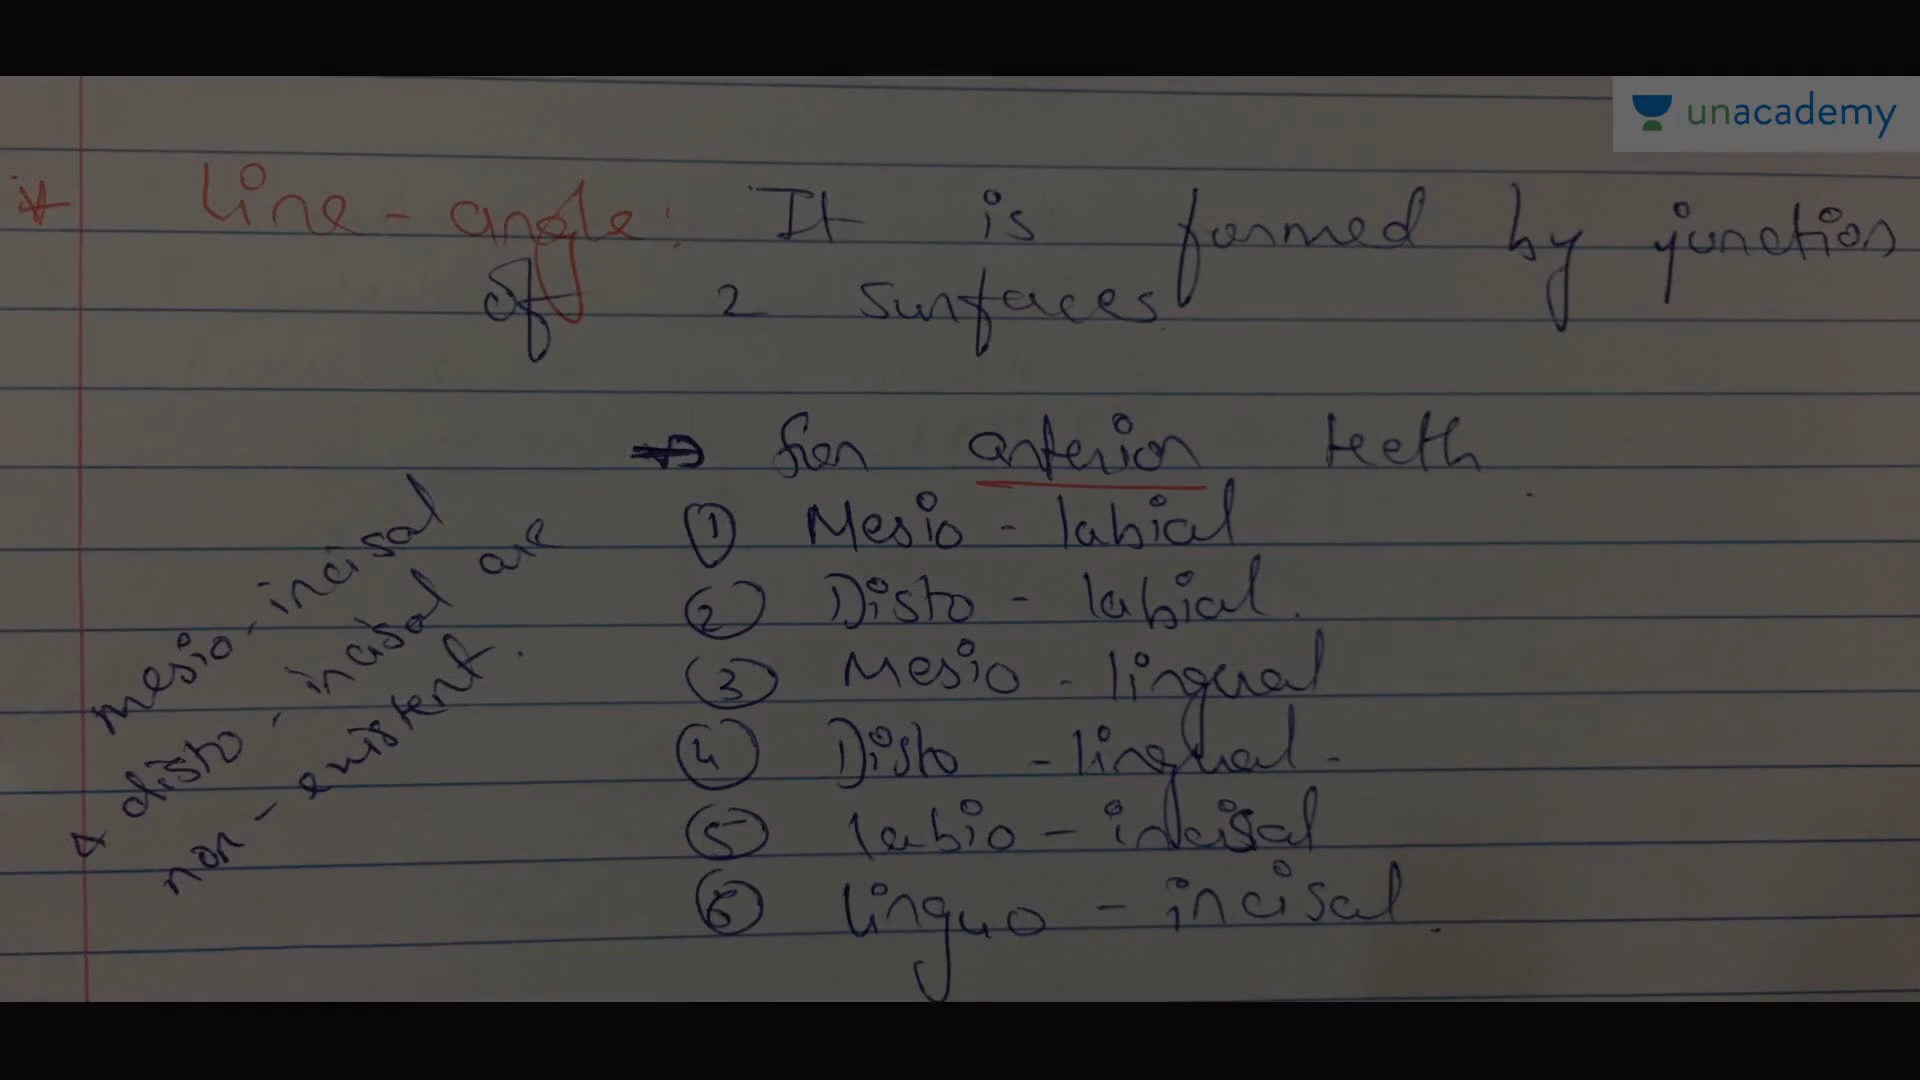 unacademy
* Line-angle: It is formed by junction
of 2 surfaces
→ for anterior teeth
① Mesio - labial
② Disto - labial.
③ Mesio - lingual
④ Disto - lingual -
⑤ labio - incisal
⑥ linguo - incisal.
mesio-incisal
& disto-incisal are
non-existent.